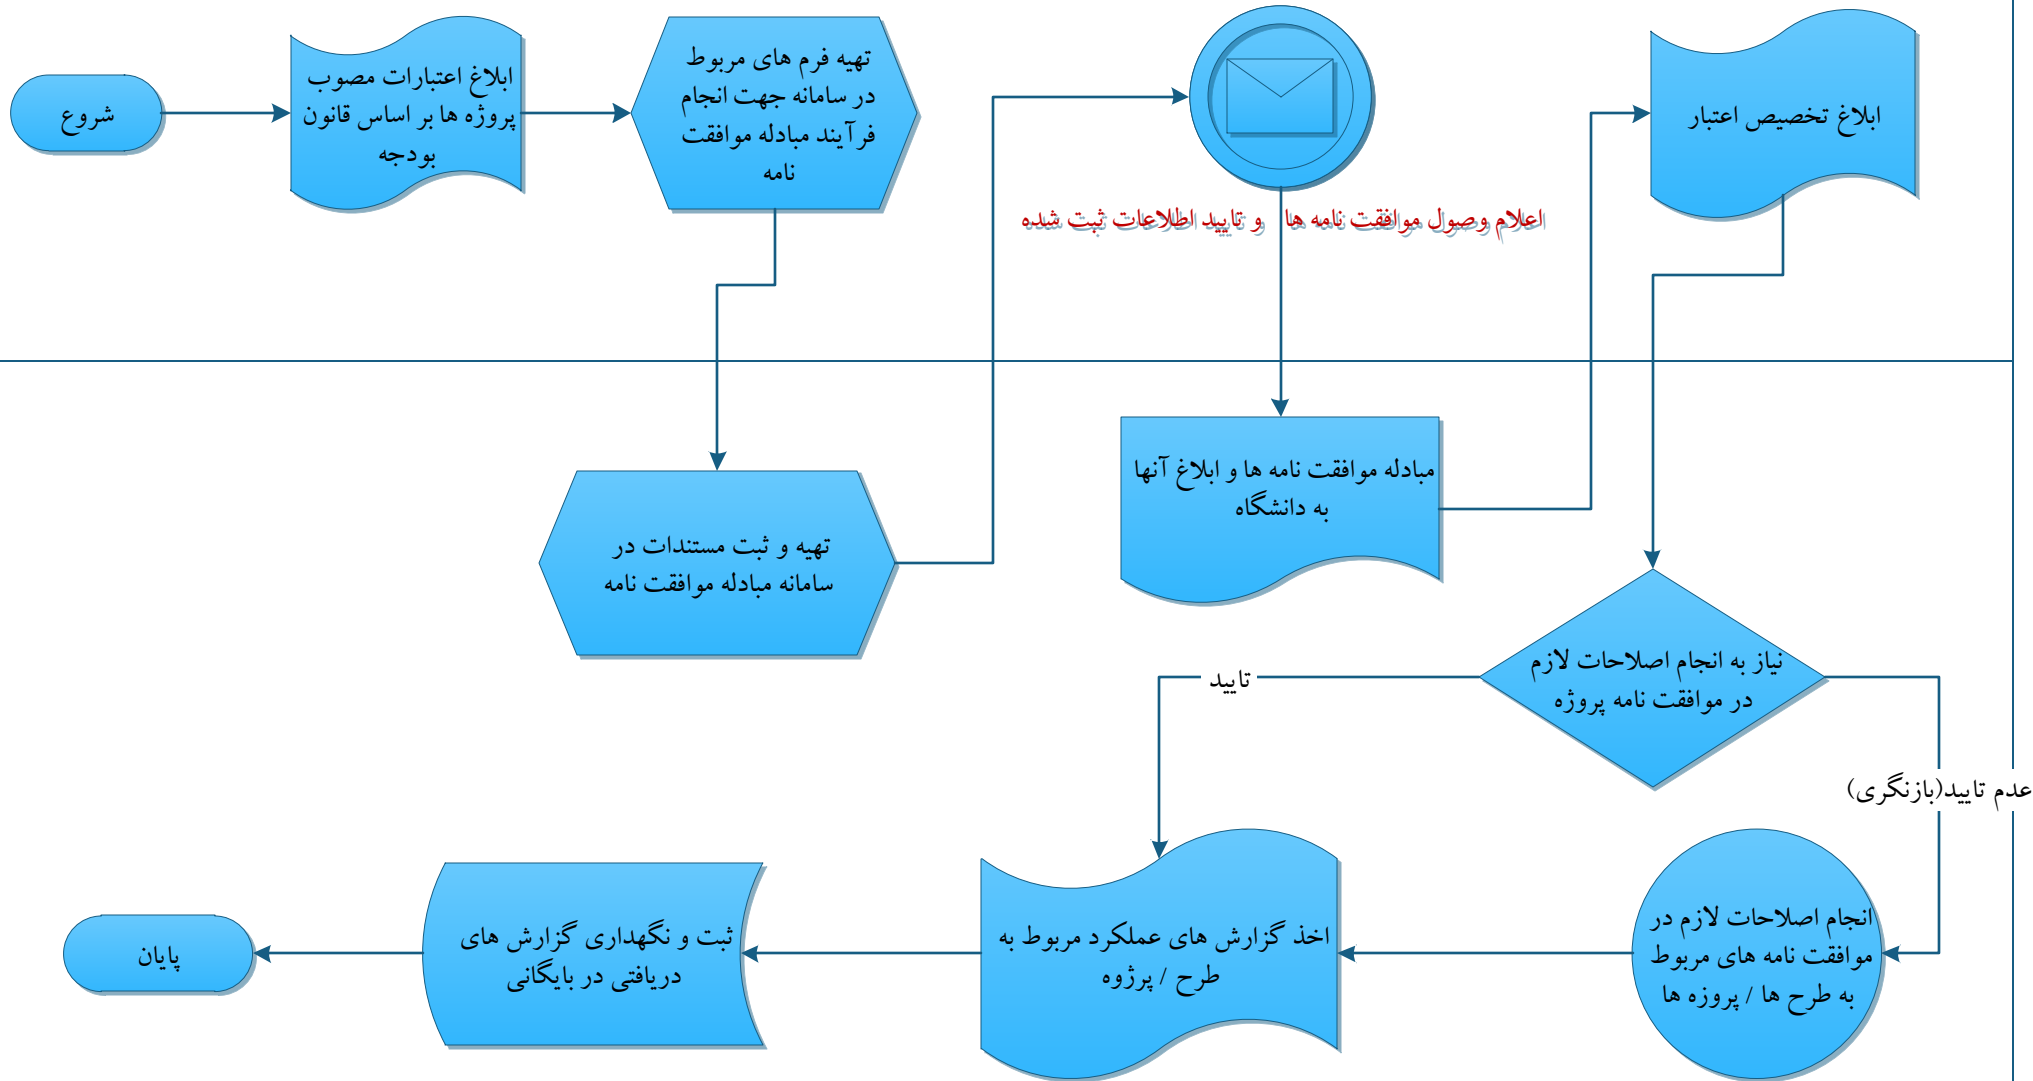 شروع
ابلاغ اعتبارات مصوب
پروژه ها بر اساس قانون
بودجه
تهیه فرم های مربوط
در سامانه جهت انجام
فرآیند مبادله موافقت
نامه
اعلام وصول موافقت نامه ها و تایید اطلاعات ثبت شده
ابلاغ تخصیص اعتبار
تهیه و ثبت مستندات در
سامانه مبادله موافقت نامه
مبادله موافقت نامه ها و ابلاغ آنها
به دانشگاه
نیاز به انجام اصلاحات لازم
در موافقت نامه پروژه
تایید
عدم تایید(بازنگری)
انجام اصلاحات لازم در
موافقت نامه های مربوط
به طرح ها / پروزه ها
اخذ گزارش های عملکرد مربوط به
طرح / پرژوه
ثبت و نگهداری گزارش های
دریافتی در بایگانی
پایان